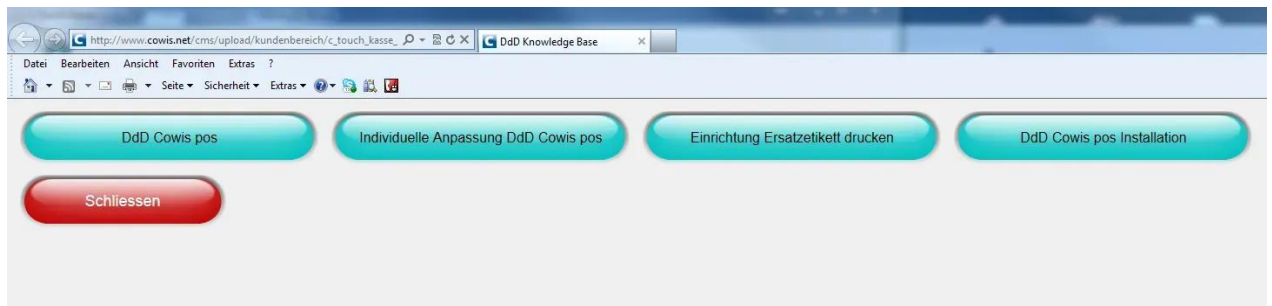 http://www.cowis.net/cms/upload/kundenbereich/c_touch_kasse_
DdD Knowledge Base
Datei Bearbeiten Ansicht Favoriten Extras ?
Seite Sicherheit Extras
DdD Cowis pos
Individuelle Anpassung DdD Cowis pos
Einrichtung Ersatzetikett drucken
DdD Cowis pos Installation
Schliessen